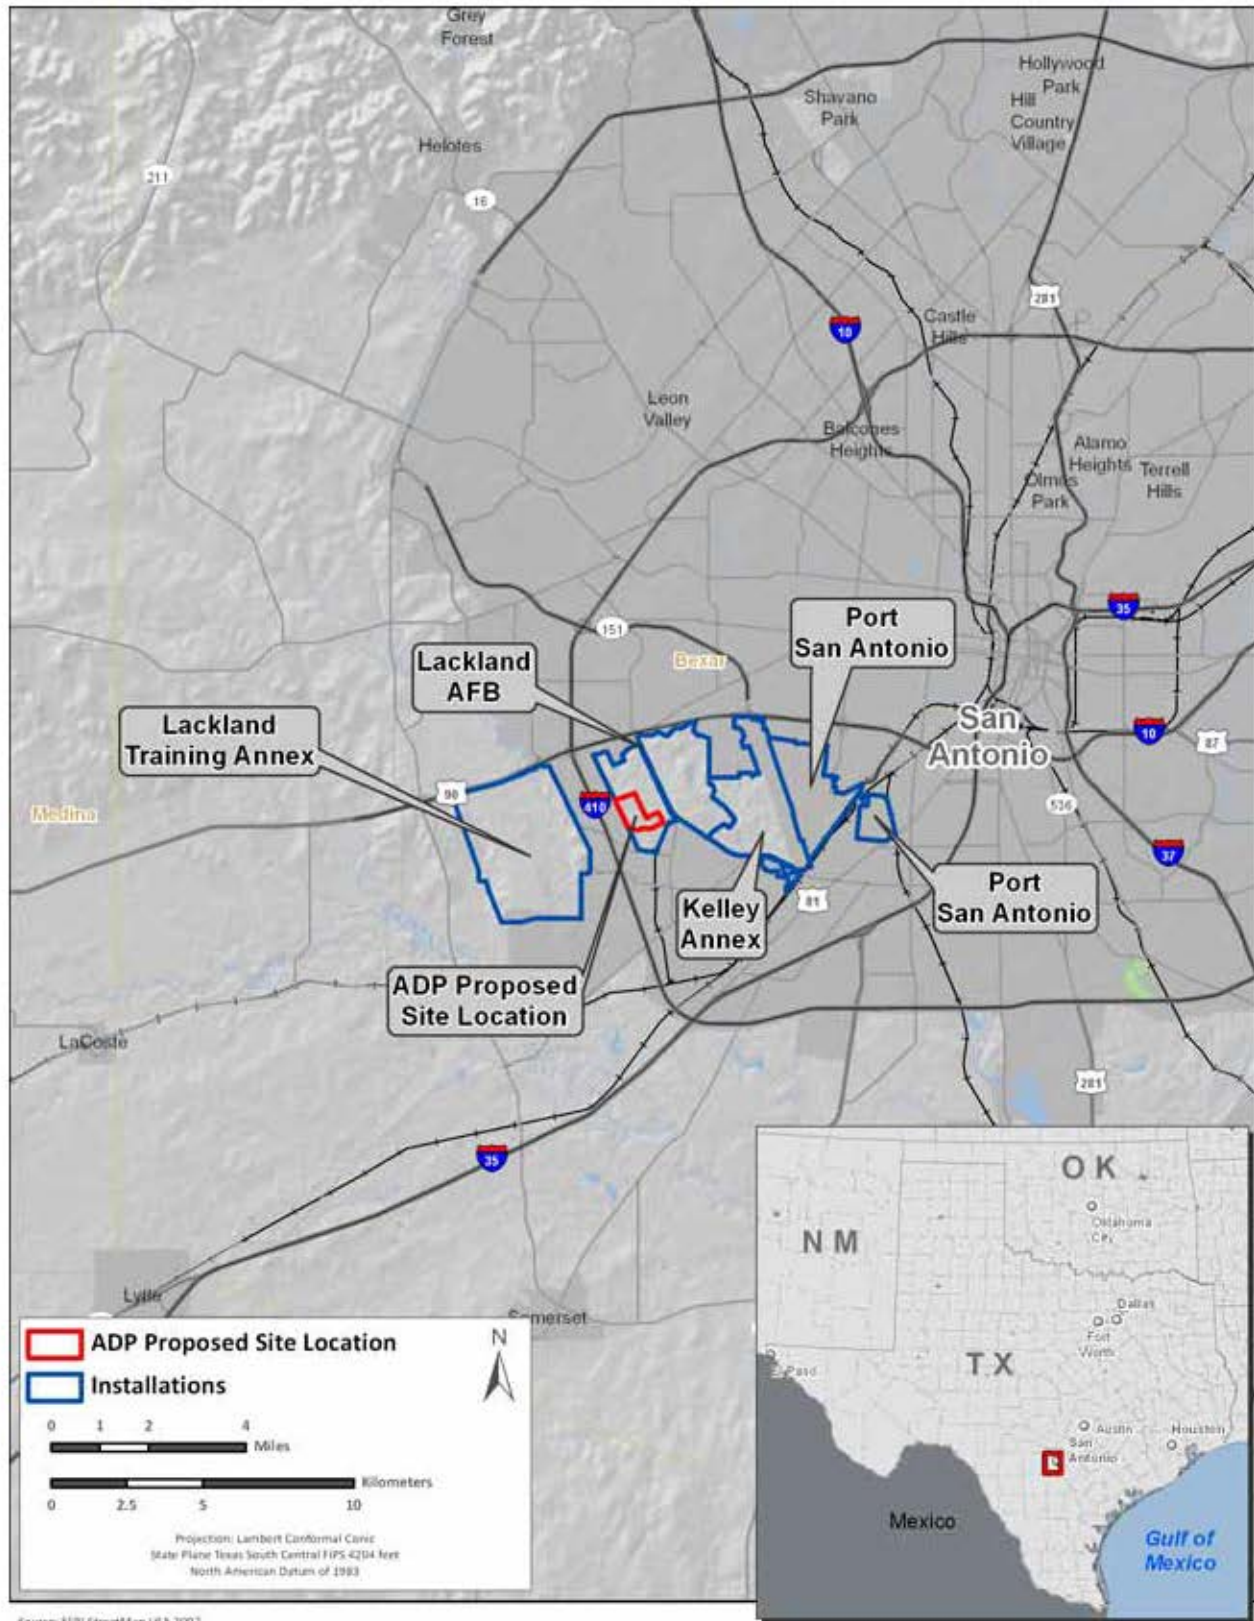 Grey
Forest
Hollywood
Park
Shavano
Park
Hill
Country
Village
Helotes
211
16
281
Castle
Hills
10
Leon
Valley
Balcones
Heights
Alamo
Heights
Terrell
Hills
Olmos
Park
35
151
Port
San Antonio
Bexar
Lackland
AFB
Lackland
Training Annex
San
Antonio
10
87
90
410
536
Medina
37
Port
San Antonio
81
Kelley
Annex
ADP Proposed
Site Location
LaCoste
281
35
Lytle
Somerset
ADP Proposed Site Location
Installations
N
0 1 2 4
Miles
Kilometers
0 2.5 5 10
Projection: Lambert Conformal Conic
State Plane Texas South Central FIPS 4204 feet
North American Datum of 1983
OK
Oklahoma
City
NM
Dallas
Fort
Worth
TX
Paso
Austin
Houston
San
Antonio
Mexico
Gulf of
Mexico